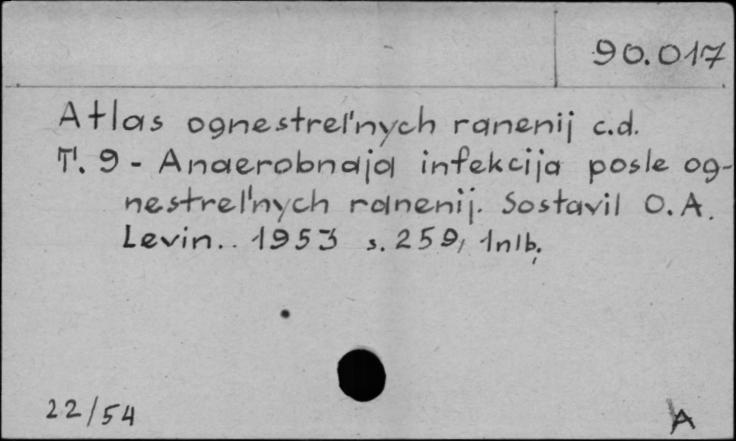 90.017
Atlas ognestrel'nych ranenij c.d.
T. 9 - Anaerobnaja infekcija posle og-
nestrel'nych ranenij. Sostavil O.A.
Levin.. 1953 s. 259, 1nlb.
22/54
A